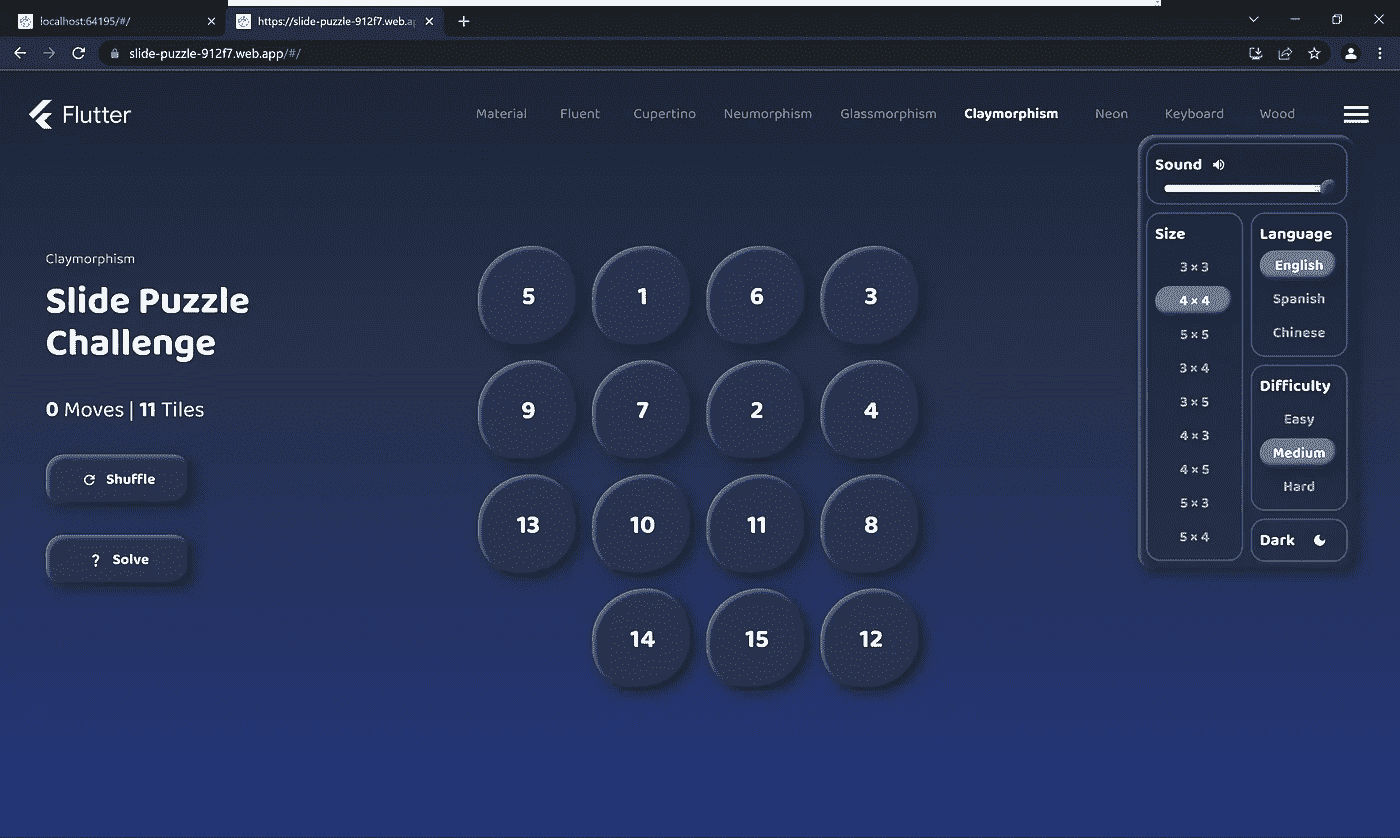 localhost:64195/#/
https://slide-puzzle-912f7.web.ap
slide-puzzle-912f7.web.app/#/
Flutter
Material Fluent Cupertino Neumorphism Glassmorphism Claymorphism Neon Keyboard Wood
Claymorphism
Slide Puzzle
Challenge
0 Moves | 11 Tiles
Shuffle
? Solve
5 1 6 3
9 7 2 4
13 10 11 8
14 15 12
Sound
Size
3 × 3
4 × 4
5 × 5
3 × 4
3 × 5
4 × 3
4 × 5
5 × 3
5 × 4
Language
English
Spanish
Chinese
Difficulty
Easy
Medium
Hard
Dark